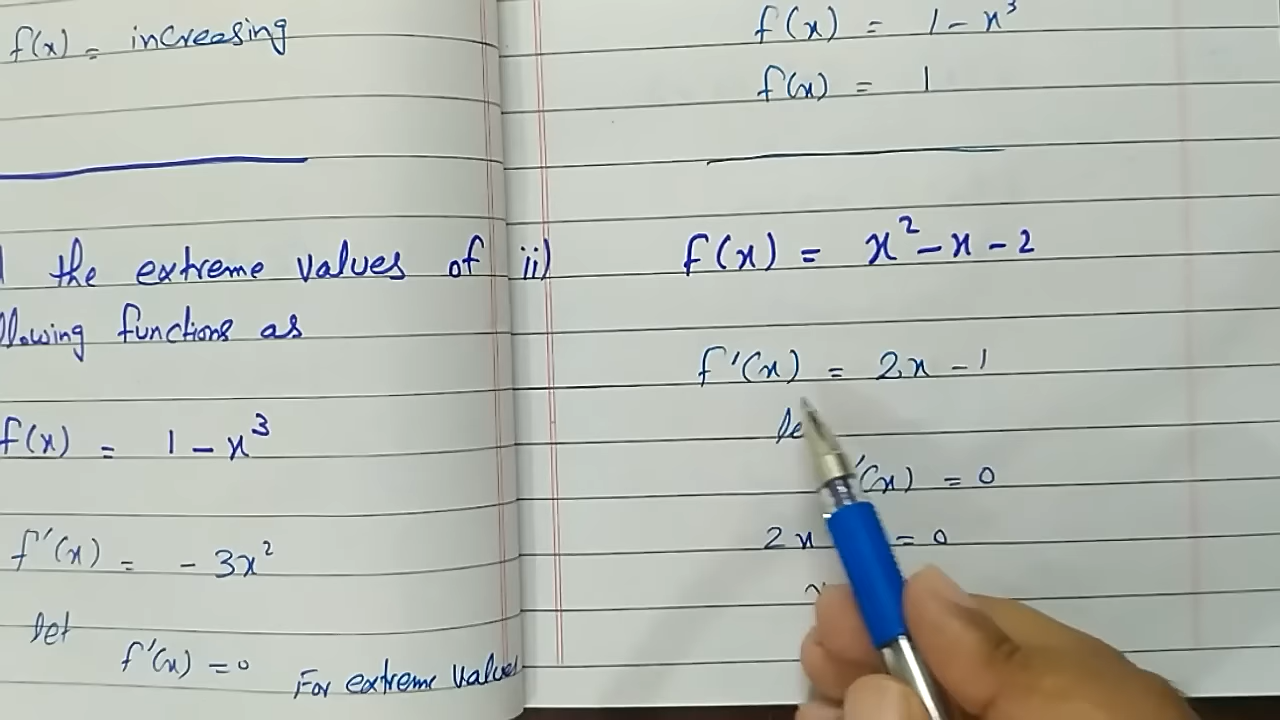 f(x) = increasing
the extreme values of
functions as
f(x) = 1 - x³
f'(x) = - 3x²
let
f'(x) = 0 For extreme values
f(x) = 1 - x³
f(x) = 1
ii) f(x) = x² - x - 2
f'(x) = 2x - 1
(x) = 0
2x = 0